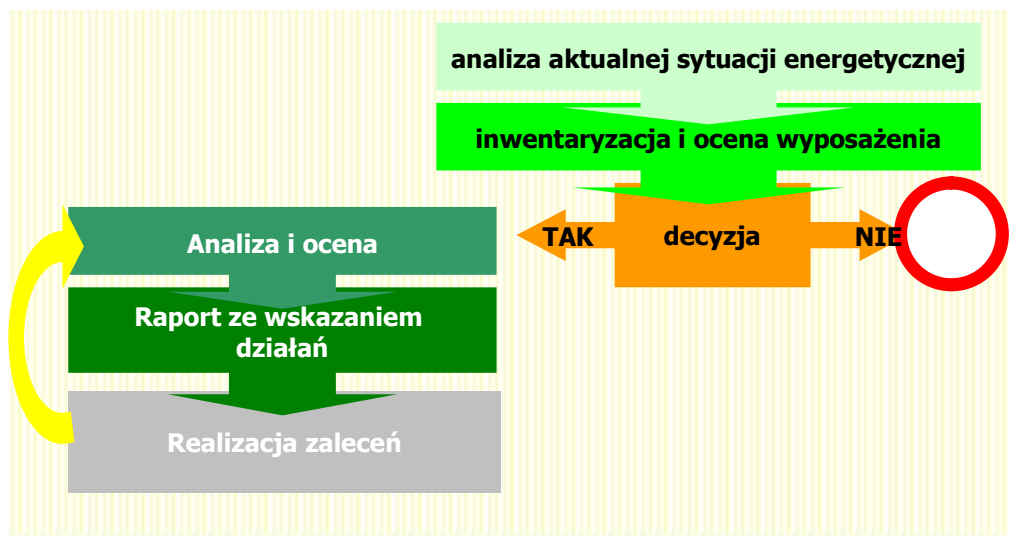 analiza aktualnej sytuacji energetycznej
inwentaryzacja i ocena wyposażenia
TAK
decyzja
NIE
Analiza i ocena
Raport ze wskazaniem
działań
Realizacja zaleceń